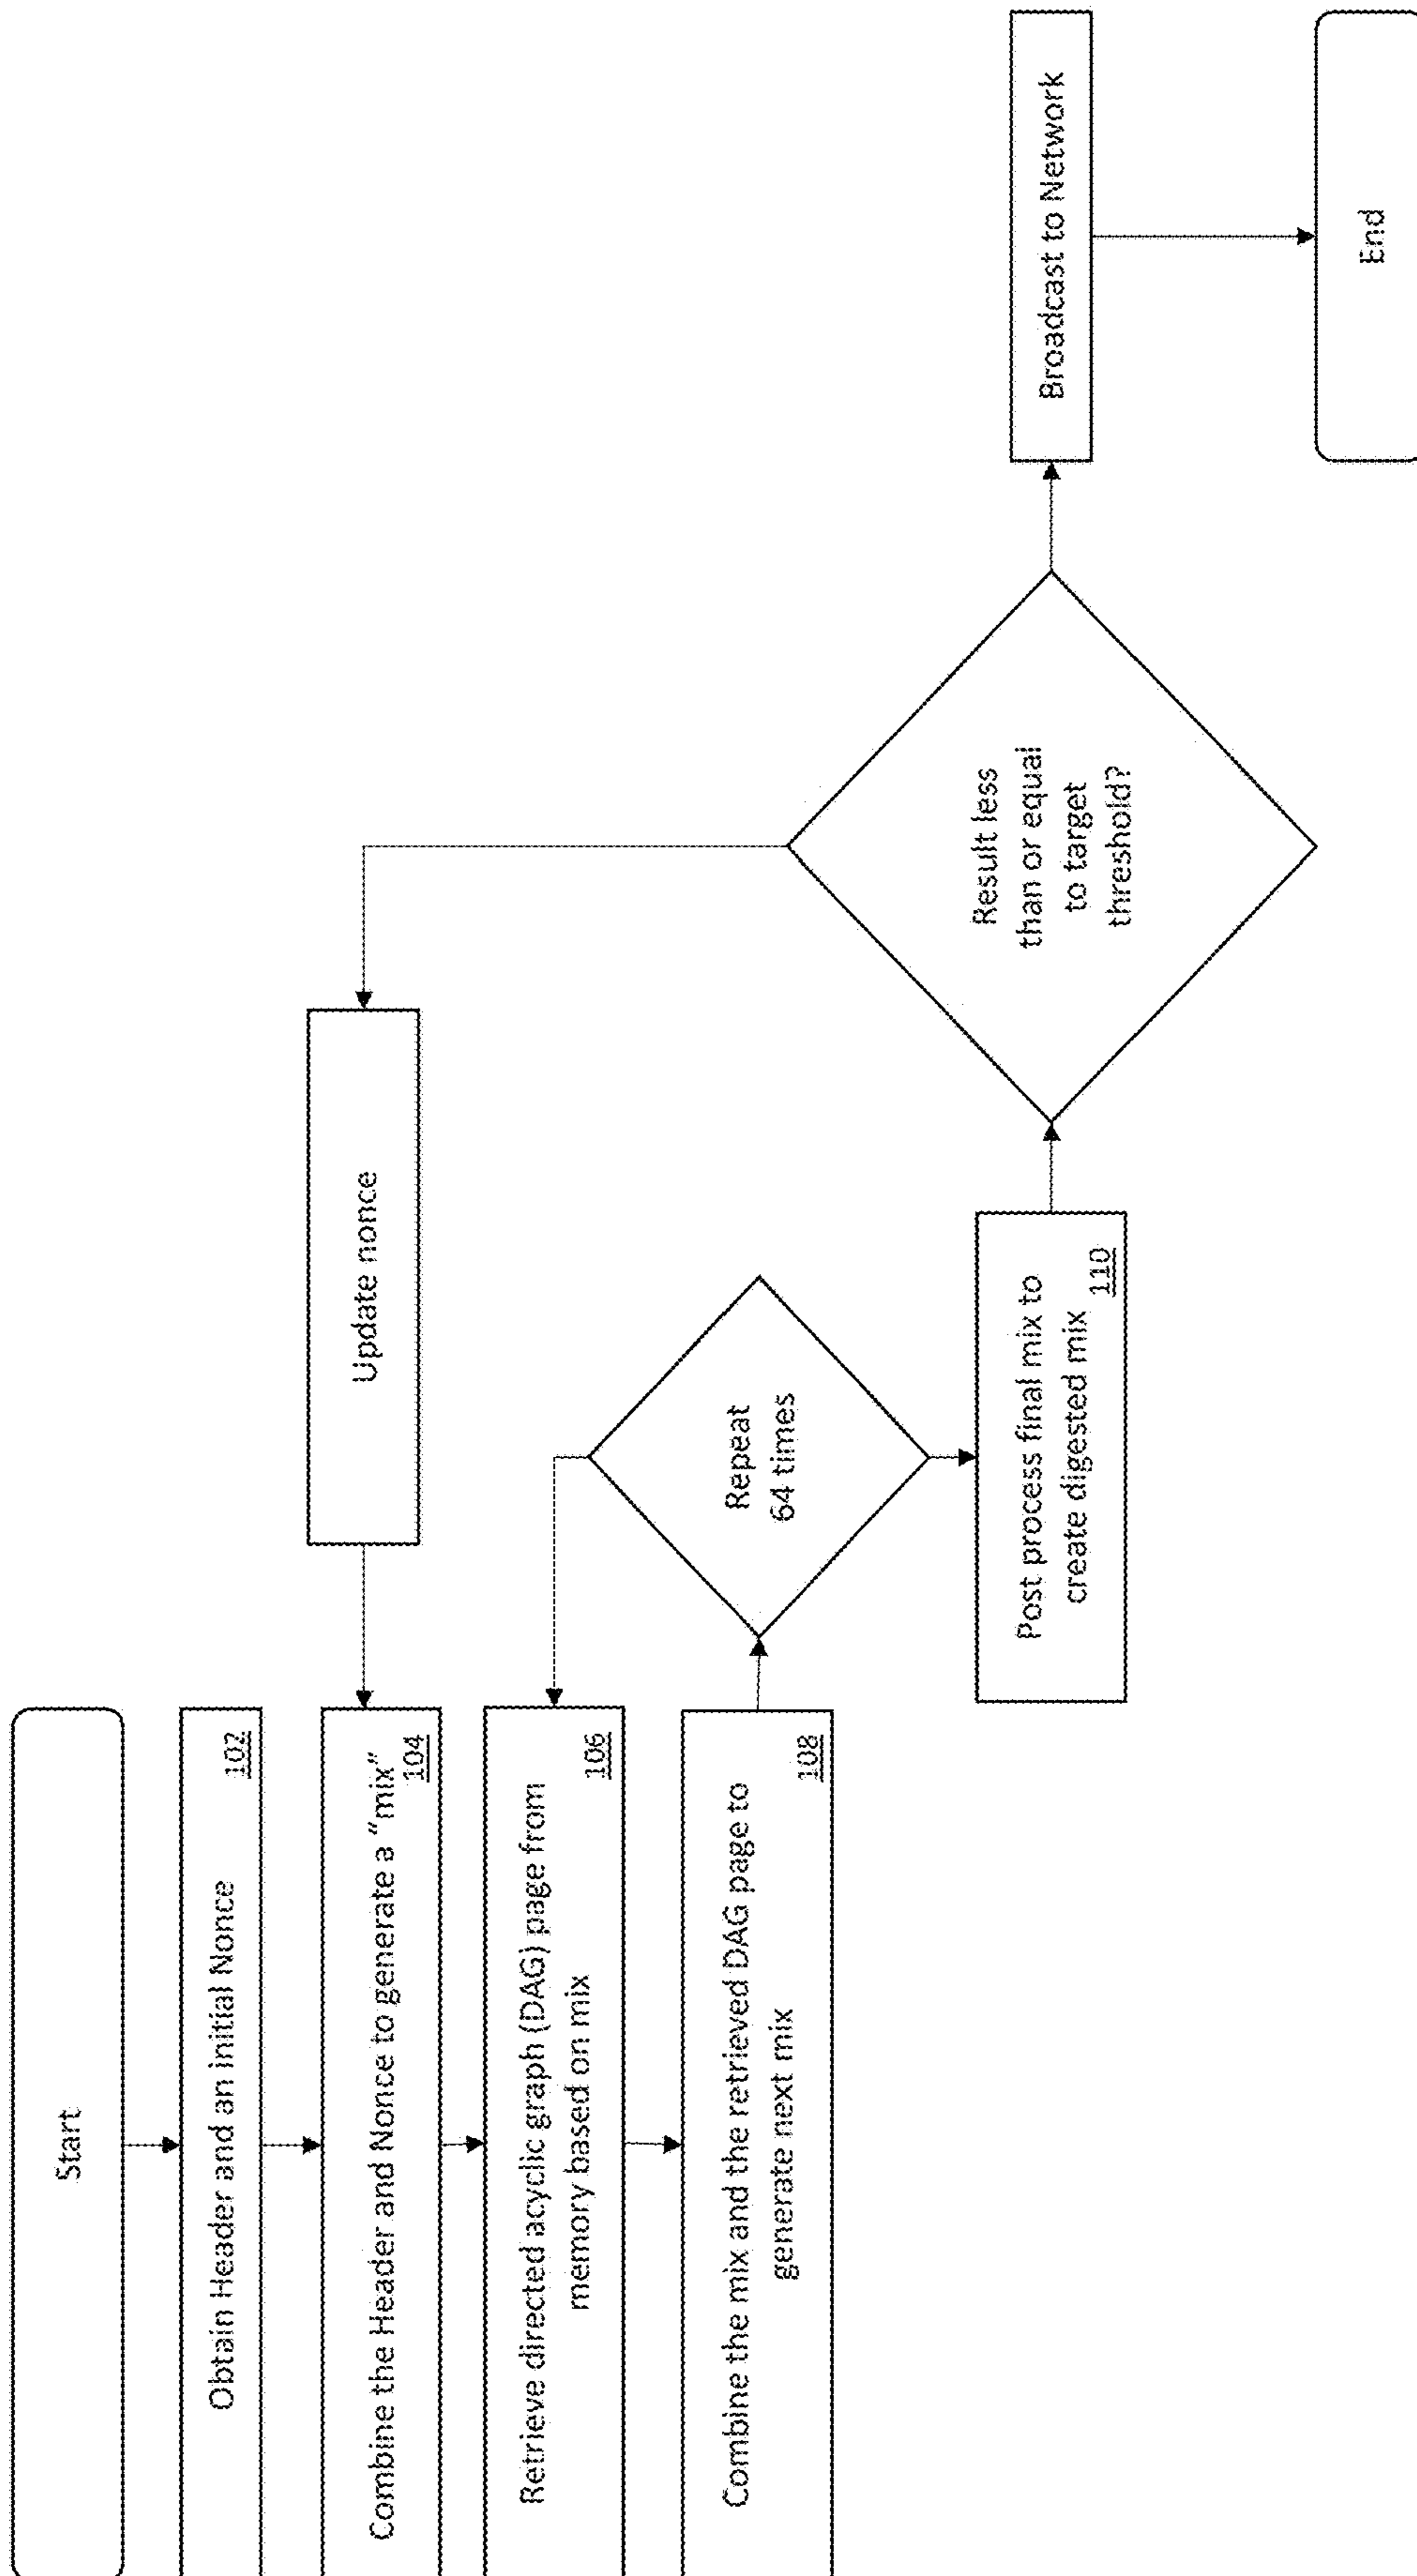 Start
Obtain Header and an initial Nonce
102
Combine the Header and Nonce to generate a “mix”
104
Retrieve directed acyclic graph (DAG) page from
memory based on mix
106
Combine the mix and the retrieved DAG page to
generate next mix
108
Repeat
64 times
Update nonce
Post process final mix to
create digested mix
110
Result less
than or equal
to target
threshold?
Broadcast to Network
End